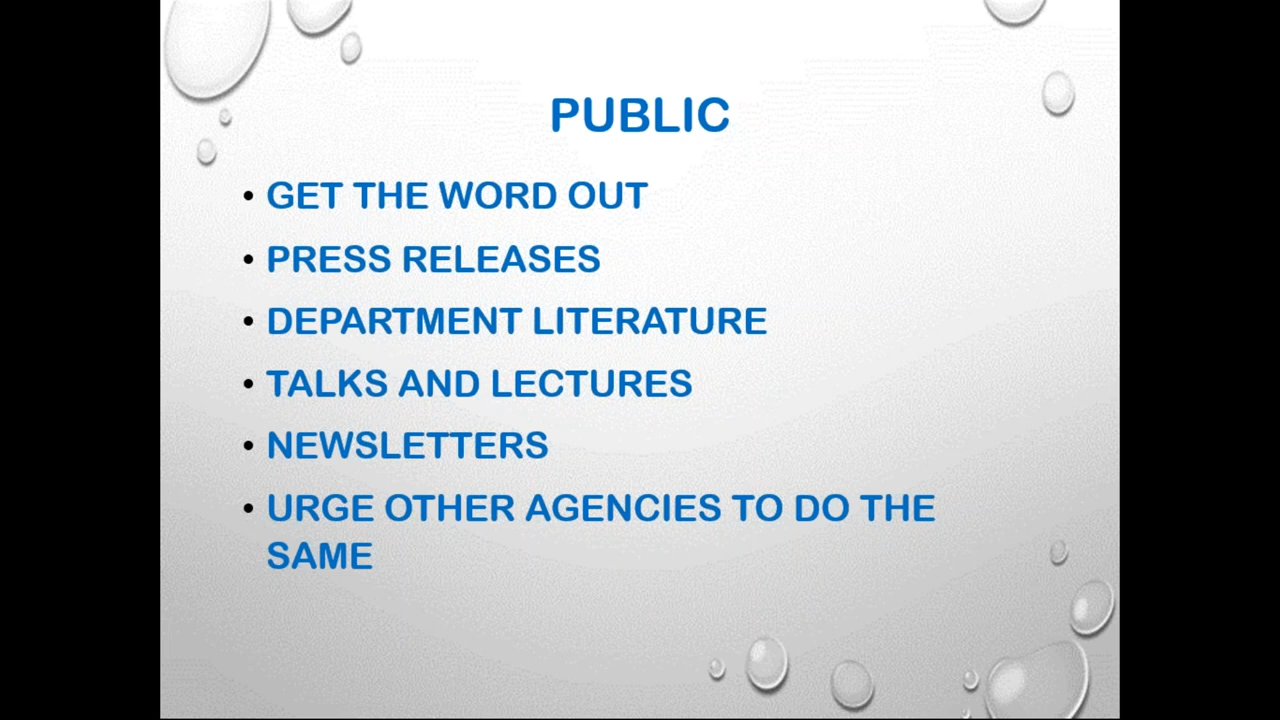 PUBLIC
• GET THE WORD OUT
• PRESS RELEASES
• DEPARTMENT LITERATURE
• TALKS AND LECTURES
• NEWSLETTERS
• URGE OTHER AGENCIES TO DO THE
SAME